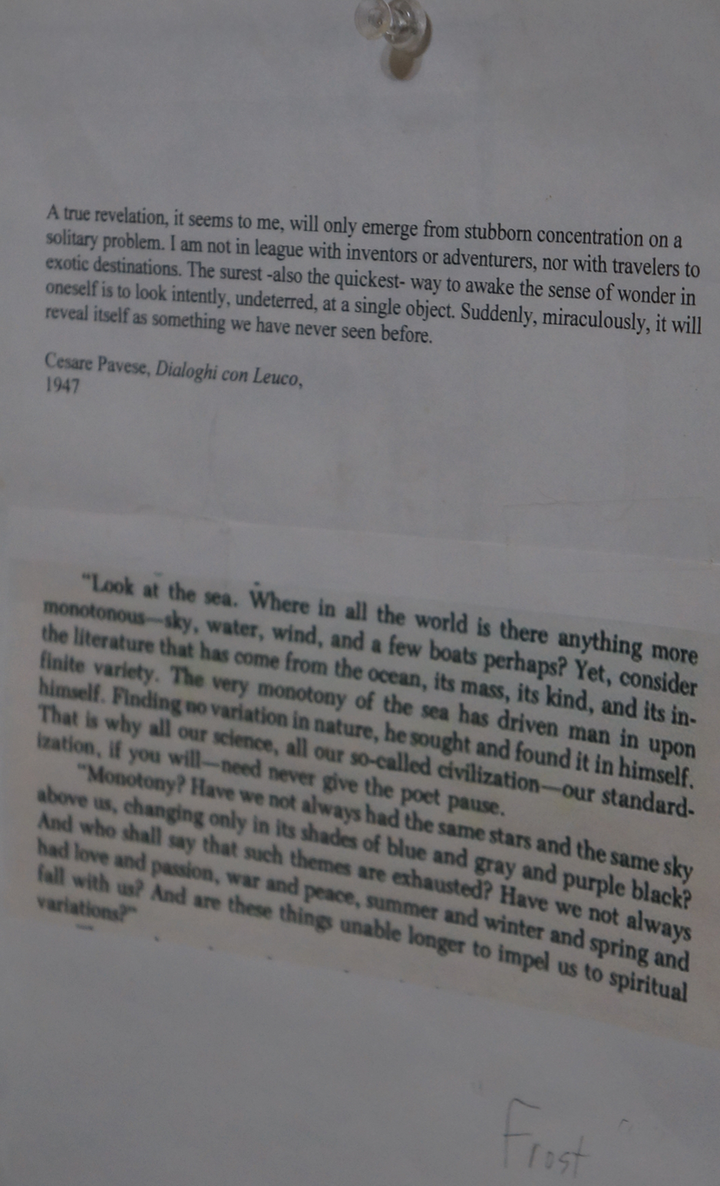 A true revelation, it seems to me, will only emerge from stubborn concentration on a
solitary problem. I am not in league with inventors or adventurers, nor with travelers to
exotic destinations. The surest -also the quickest- way to awake the sense of wonder in
oneself is to look intently, undeterred, at a single object. Suddenly, miraculously, it will
reveal itself as something we have never seen before.
Cesare Pavese, Dialoghi con Leuco,
1947
"Look at the sea. Where in all the world is there anything more
monotonous—sky, water, wind, and a few boats perhaps? Yet, consider
the literature that has come from the ocean, its mass, its kind, and its in-
finite variety. The very monotony of the sea has driven man in upon
himself. Finding no variation in nature, he sought and found it in himself.
That is why all our science, all our so-called civilization—our standard-
ization, if you will—need never give the poet pause.
"Monotony? Have we not always had the same stars and the same sky
above us, changing only in its shades of blue and gray and purple black?
And who shall say that such themes are exhausted? Have we not always
had love and passion, war and peace, summer and winter and spring and
fall with us? And are these things unable longer to impel us to spiritual
variations?"
Frost